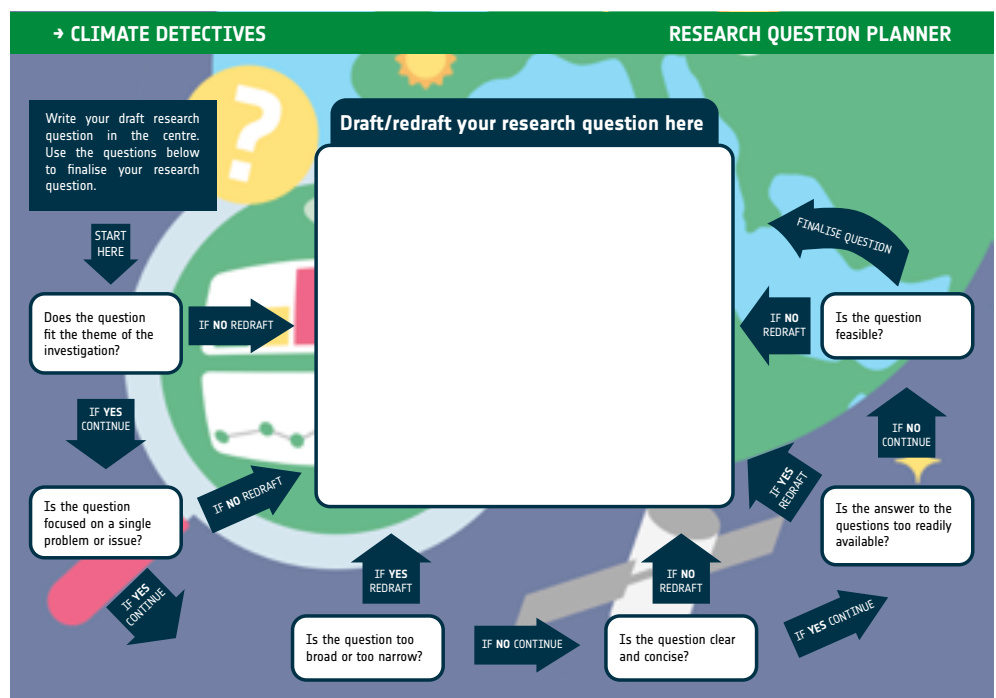 → CLIMATE DETECTIVES
RESEARCH QUESTION PLANNER
Write your draft research
question in the centre.
Use the questions below
to finalise your research
question.
Draft/redraft your research question here
?
START
HERE
Does the question
fit the theme of the
investigation?
IF NO REDRAFT
IF YES
CONTINUE
Is the question
focused on a single
problem or issue?
IF NO REDRAFT
IF YES
CONTINUE
Is the question too
broad or too narrow?
IF YES
REDRAFT
IF NO CONTINUE
Is the question clear
and concise?
IF NO
REDRAFT
IF YES CONTINUE
Is the answer to the
questions too readily
available?
IF YES
REDRAFT
IF NO
CONTINUE
Is the question
feasible?
IF NO
REDRAFT
FINALISE QUESTION